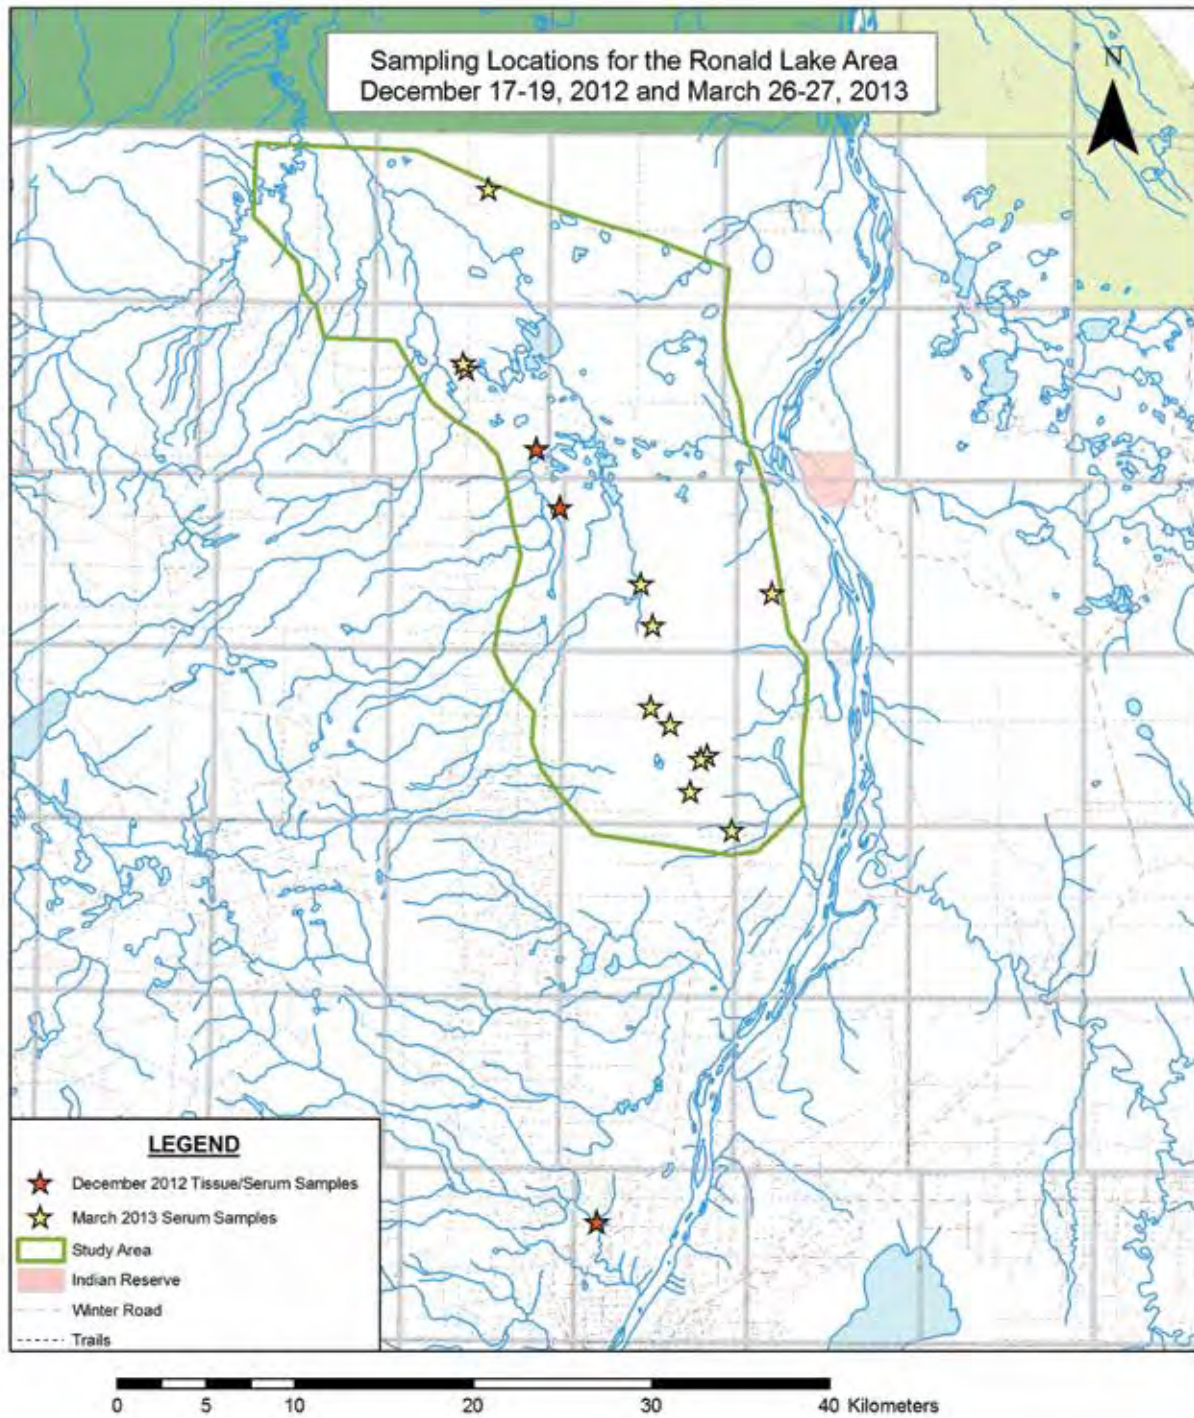 Sampling Locations for the Ronald Lake Area
December 17-19, 2012 and March 26-27, 2013
N
LEGEND
December 2012 Tissue/Serum Samples
March 2013 Serum Samples
Study Area
Indian Reserve
Winter Road
Trails
0 5 10 20 30 40 Kilometers